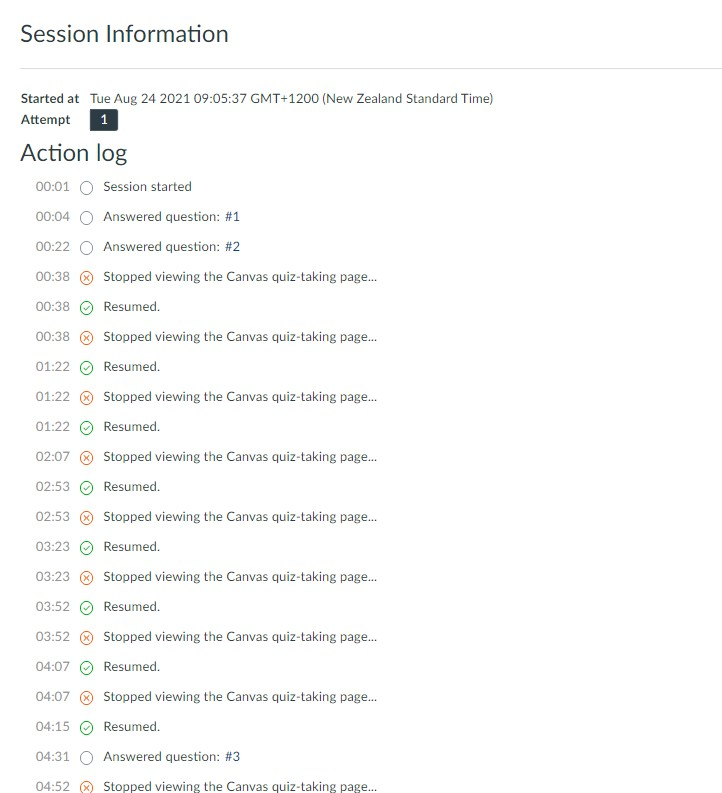 Session Information
Started at Tue Aug 24 2021 09:05:37 GMT+1200 (New Zealand Standard Time)
Attempt 1
Action log
00:01 Session started
00:04 Answered question: #1
00:22 Answered question: #2
00:38 Stopped viewing the Canvas quiz-taking page...
00:38 Resumed.
00:38 Stopped viewing the Canvas quiz-taking page...
01:22 Resumed.
01:22 Stopped viewing the Canvas quiz-taking page...
01:22 Resumed.
02:07 Stopped viewing the Canvas quiz-taking page...
02:53 Resumed.
02:53 Stopped viewing the Canvas quiz-taking page...
03:23 Resumed.
03:23 Stopped viewing the Canvas quiz-taking page...
03:52 Resumed.
03:52 Stopped viewing the Canvas quiz-taking page...
04:07 Resumed.
04:07 Stopped viewing the Canvas quiz-taking page...
04:15 Resumed.
04:31 Answered question: #3
04:52 Stopped viewing the Canvas quiz-taking page...